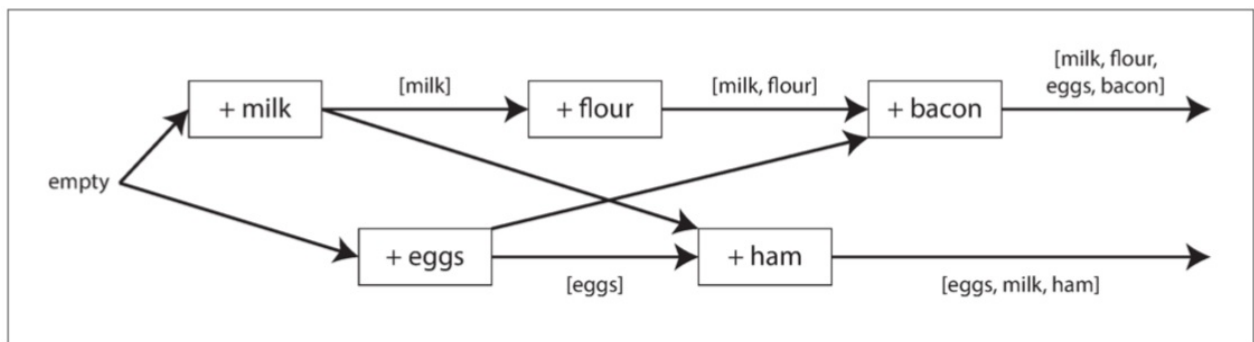 [milk, flour,
eggs, bacon]
[milk]
[milk, flour]
+ milk
+ flour
+ bacon
empty
+ eggs
+ ham
[eggs]
[eggs, milk, ham]